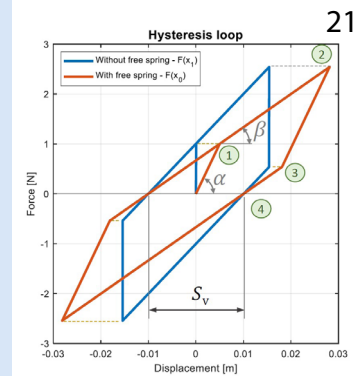 21
Hysteresis loop
Without free spring - F(x₁)
With free spring - F(x₀)
Force [N]
3
2
1
0
-1
-2
-3
2
1
3
4
α
β
Sᵥ
-0.03 -0.02 -0.01 0 0.01 0.02 0.03
Displacement [m]